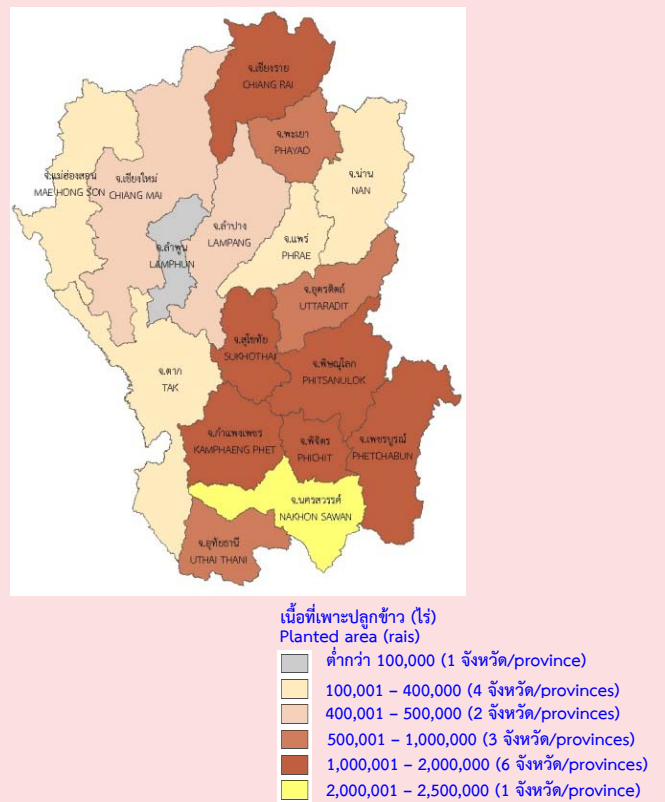 จ.เชียงราย
CHIANG RAI
จ.พะเยา
PHAYAO
จ.แม่ฮ่องสอน
MAE HONG SON
จ.เชียงใหม่
CHIANG MAI
จ.น่าน
NAN
จ.ลำปาง
LAMPANG
จ.ลำพูน
LAMPHUN
จ.แพร่
PHRAE
จ.อุตรดิตถ์
UTTARADIT
จ.สุโขทัย
SUKHOTHAI
จ.พิษณุโลก
PHITSANULOK
จ.ตาก
TAK
จ.กำแพงเพชร
KAMPHAENG PHET
จ.พิจิตร
PHICHIT
จ.เพชรบูรณ์
PHETCHABUN
จ.นครสวรรค์
NAKHON SAWAN
จ.อุทัยธานี
UTHAI THANI
เนื้อที่เพาะปลูกข้าว (ไร่)
Planted area (rais)
ต่ำกว่า 100,000 (1 จังหวัด/province)
100,001 – 400,000 (4 จังหวัด/provinces)
400,001 – 500,000 (2 จังหวัด/provinces)
500,001 – 1,000,000 (3 จังหวัด/provinces)
1,000,001 – 2,000,000 (6 จังหวัด/provinces)
2,000,001 – 2,500,000 (1 จังหวัด/province)